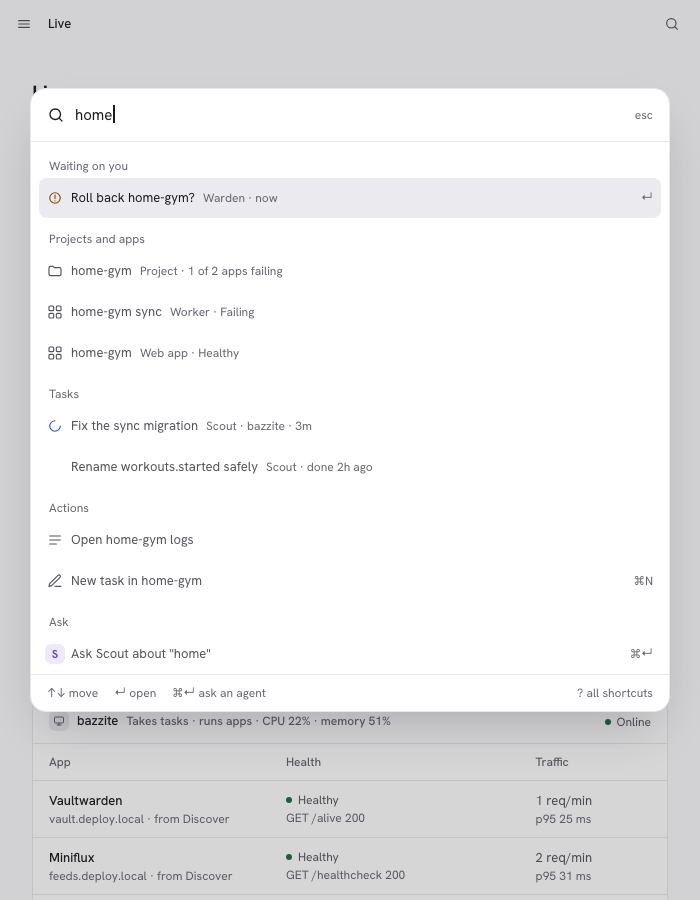 Live
home
esc
Waiting on you
Roll back home-gym? Warden · now ↵
Projects and apps
home-gym Project · 1 of 2 apps failing
home-gym sync Worker · Failing
home-gym Web app · Healthy
Tasks
Fix the sync migration Scout · bazzite · 3m
Rename workouts.started safely Scout · done 2h ago
Actions
Open home-gym logs
New task in home-gym ⌘N
Ask
S Ask Scout about "home" ⌘↵
↑↓ move ↵ open ⌘↵ ask an agent ? all shortcuts
bazzite Takes tasks · runs apps · CPU 22% · memory 51% Online
App Health Traffic
Vaultwarden Healthy 1 req/min
vault.deploy.local · from Discover GET /alive 200 p95 25 ms
Miniflux Healthy 2 req/min
feeds.deploy.local · from Discover GET /healthcheck 200 p95 31 ms